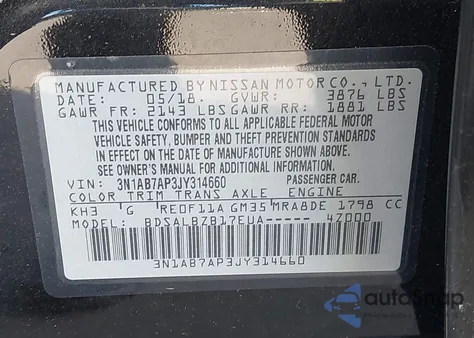 MANUFACTURED BY NISSAN MOTOR CO., LTD.
DATE: 05/18. GVWR: 3876 LBS
GAWR FR: 2143 LBS GAWR RR: 1881 LBS
THIS VEHICLE CONFORMS TO ALL APPLICABLE FEDERAL MOTOR
VEHICLE SAFETY, BUMPER AND THEFT PREVENTION STANDARDS
IN EFFECT ON THE DATE OF MANUFACTURE SHOWN ABOVE.
SEE OWNER'S MANUAL FOR ADDITIONAL INFORMATION
VIN: 3N1AB7AP3JY314660 PASSENGER CAR.
COLOR TRIM TRANS AXLE ENGINE
KH3 G RE0F11A GM35 MRA8DE 1798 CC
MODEL: BDSALBZB17EUA----- 42000
3N1AB7AP3JY314660
autoSnap